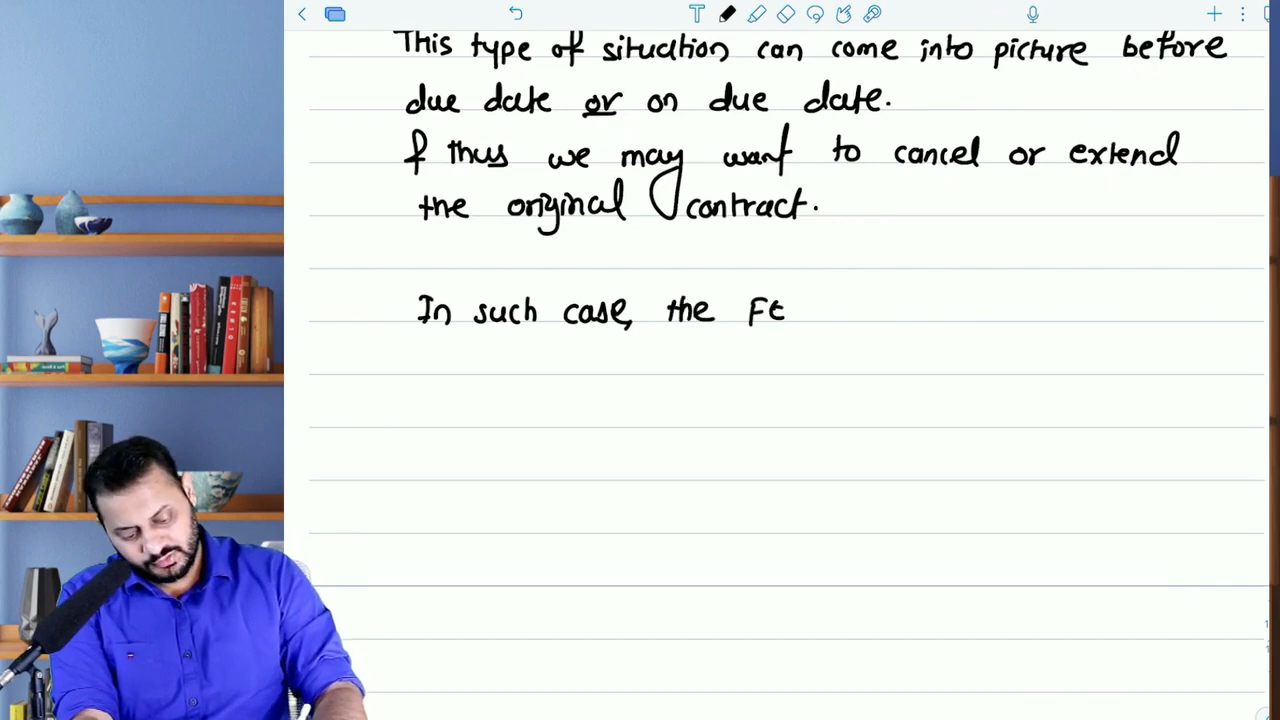 This type of situation can come into picture before
due date or on due date.
& thus we may want to cancel or extend
the original contract.
In such case, the FE